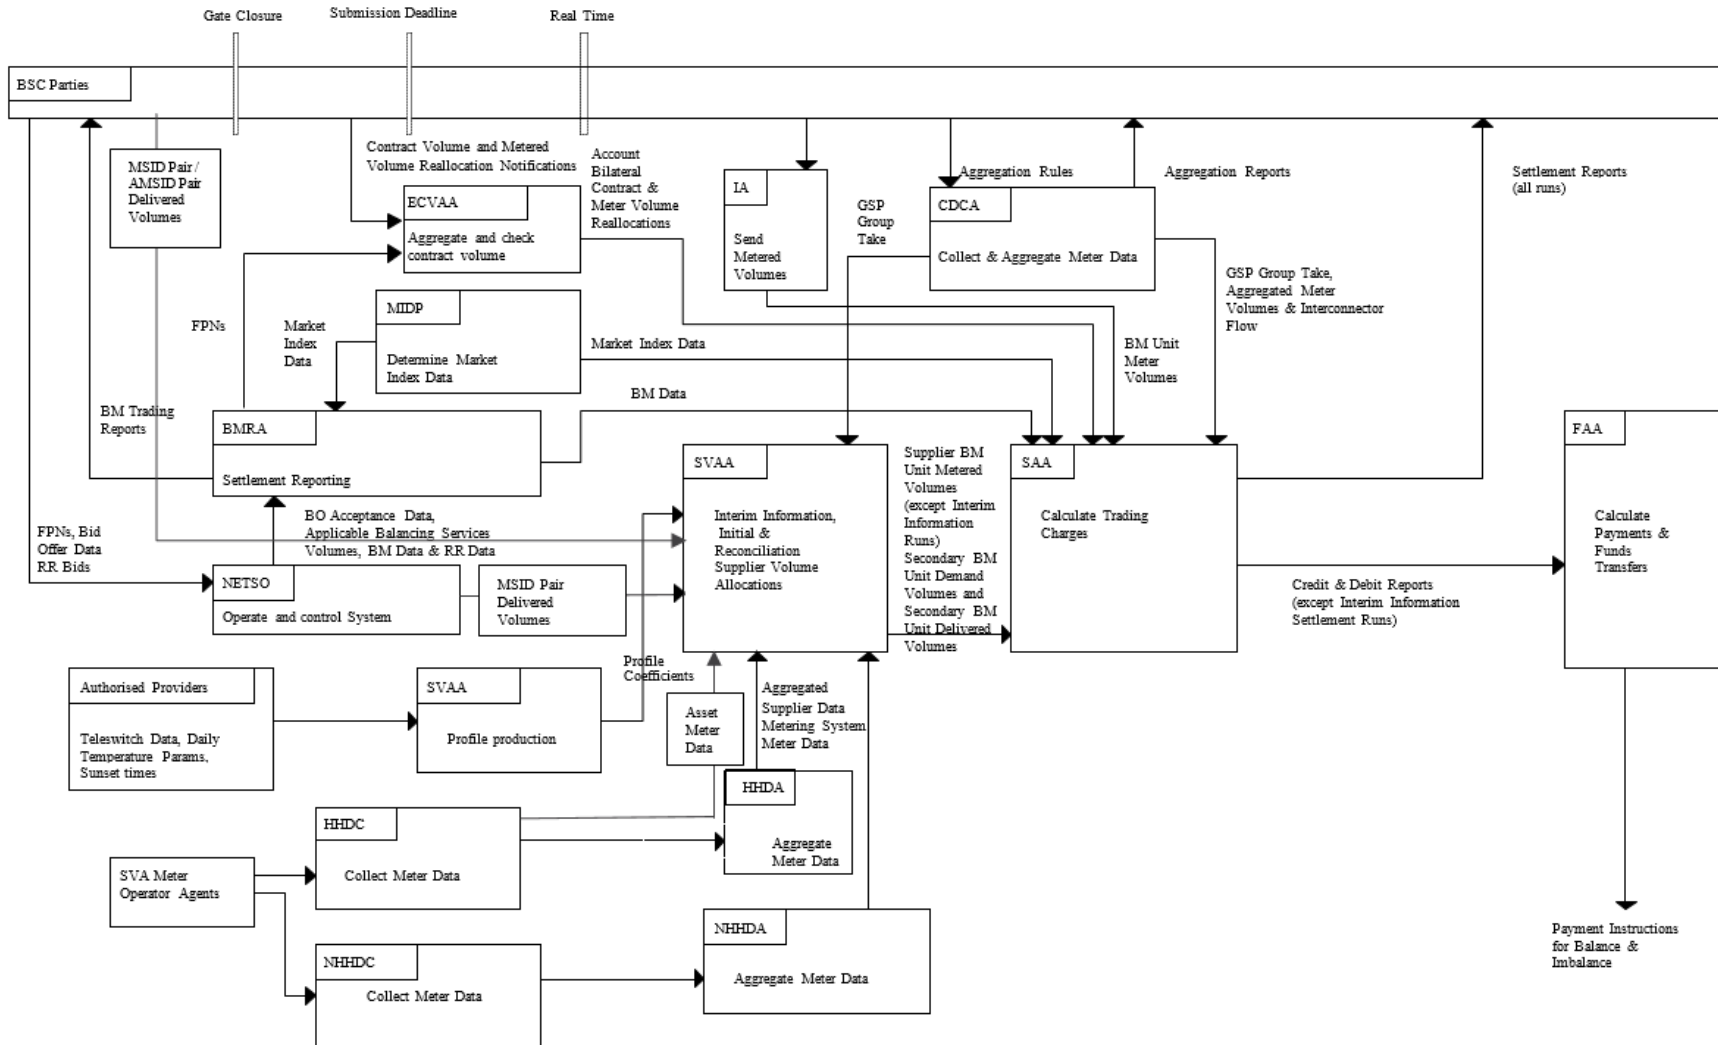 Gate Closure
Submission Deadline
Real Time
BSC Parties
MSID Pair /
AMSID Pair
Delivered
Volumes
Contract Volume and Metered
Volume Reallocation Notifications
Account
Bilateral
Contract &
Meter Volume
Reallocations
ECVAA
Aggregate and check
contract volume
IA
Send
Metered
Volumes
GSP
Group
Take
Aggregation Rules
CDCA
Collect & Aggregate Meter Data
Aggregation Reports
Settlement Reports
(all runs)
GSP Group Take,
Aggregated Meter
Volumes & Interconnector
Flow
FPNs
Market
Index
Data
MIDP
Determine Market
Index Data
Market Index Data
BM Unit
Meter
Volumes
BM Data
BM Trading
Reports
BMRA
Settlement Reporting
FPNs, Bid
Offer Data
RR Bids
BO Acceptance Data,
Applicable Balancing Services
Volumes, BM Data & RR Data
NETSO
Operate and control System
MSID Pair
Delivered
Volumes
SVAA
Interim Information,
Initial &
Reconciliation
Supplier Volume
Allocations
Supplier BM
Unit Metered
Volumes
(except Interim
Information
Runs)
Secondary BM
Unit Demand
Volumes and
Secondary BM
Unit Delivered
Volumes
SAA
Calculate Trading
Charges
FAA
Calculate
Payments &
Funds
Transfers
Credit & Debit Reports
(except Interim Information
Settlement Runs)
Authorised Providers
Teleswitch Data, Daily
Temperature Params,
Sunset times
SVAA
Profile production
Profile
Coefficients
Asset
Meter
Data
Aggregated
Supplier Data
Metering System
Meter Data
HHDA
Aggregate
Meter Data
HHDC
Collect Meter Data
SVA Meter
Operator Agents
NHHDC
Collect Meter Data
NHHDA
Aggregate Meter Data
Payment Instructions
for Balance &
Imbalance